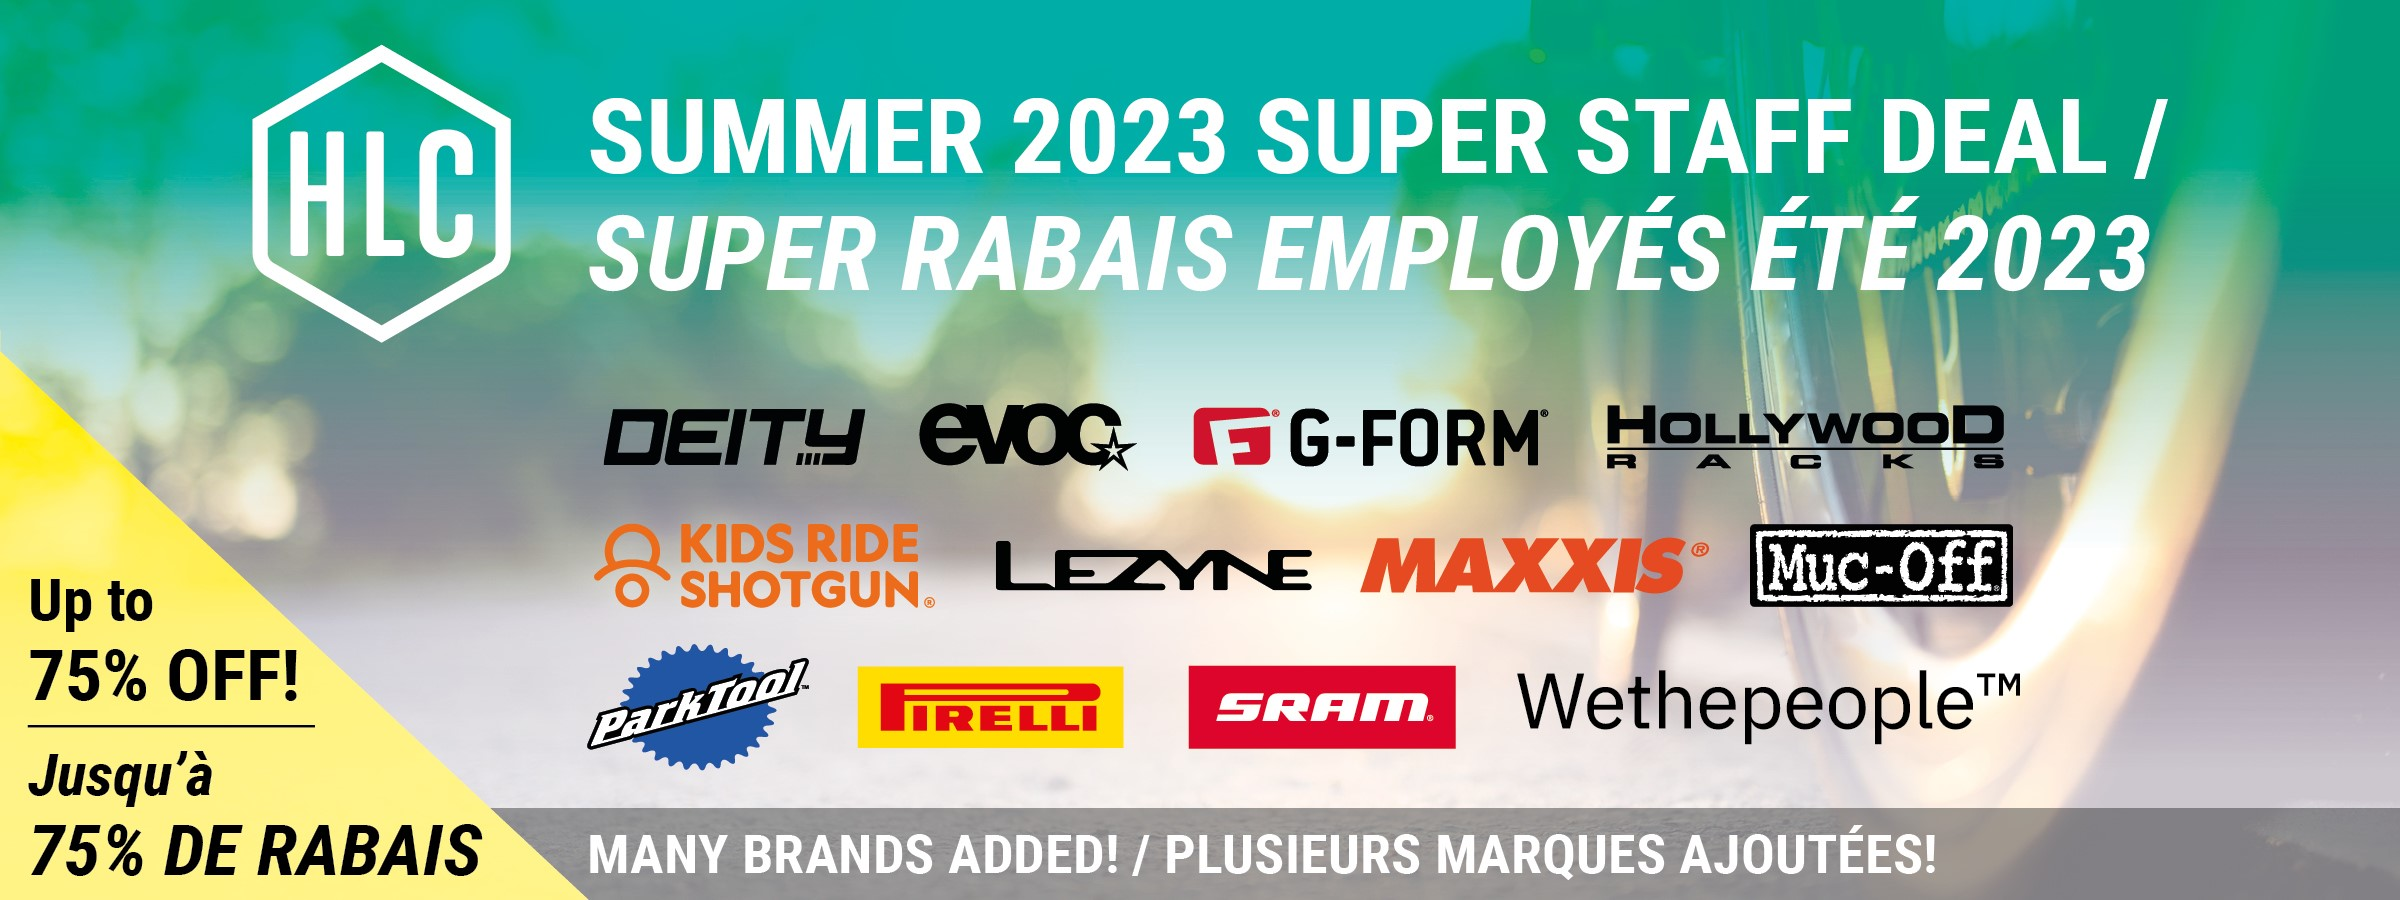 HLC
SUMMER 2023 SUPER STAFF DEAL /
SUPER RABAIS EMPLOYÉS ÉTÉ 2023
DEITY evoc G-FORM® HOLLYWOOD RACKS
KIDS RIDE SHOTGUN® LEZYNE MAXXIS® Muc-Off
ParkTool™ PIRELLI SRAM® Wethepeople™
Up to
75% OFF!
Jusqu’à
75% DE RABAIS
MANY BRANDS ADDED! / PLUSIEURS MARQUES AJOUTÉES!